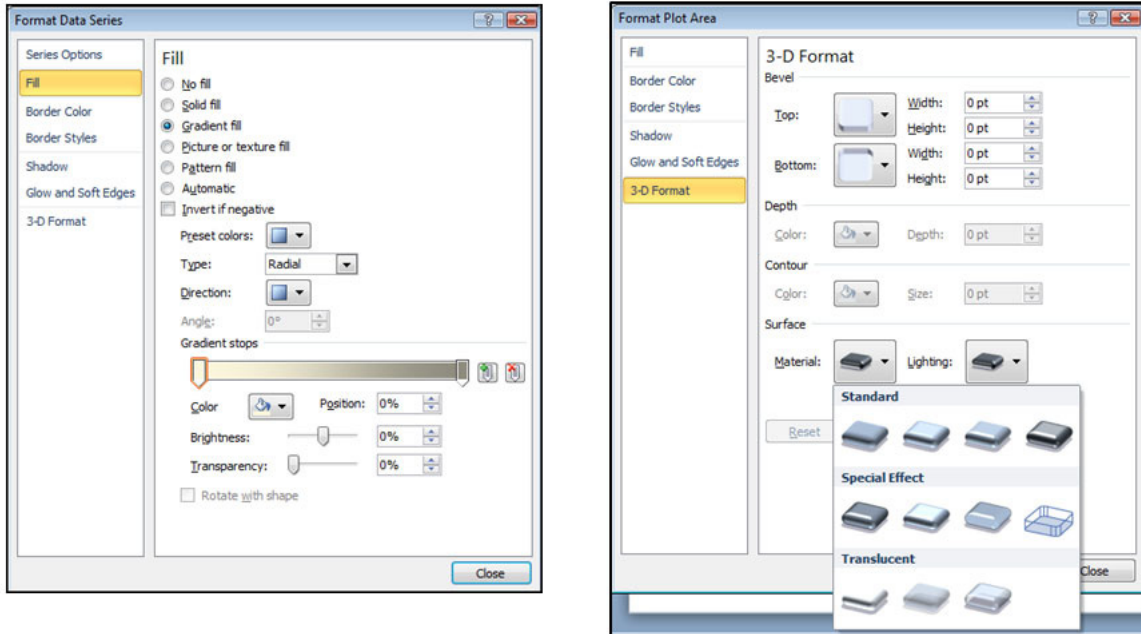 Format Data Series
Series Options
Fill
Border Color
Border Styles
Shadow
Glow and Soft Edges
3-D Format
Fill
No fill
Solid fill
Gradient fill
Picture or texture fill
Pattern fill
Automatic
Invert if negative
Preset colors:
Type: Radial
Direction:
Angle: 0°
Gradient stops
Color Position: 0%
Brightness: 0%
Transparency: 0%
Rotate with shape
Close
Format Plot Area
Fill
Border Color
Border Styles
Shadow
Glow and Soft Edges
3-D Format
3-D Format
Bevel
Top: Width: 0 pt
Height: 0 pt
Bottom: Width: 0 pt
Height: 0 pt
Depth
Color: Depth: 0 pt
Contour
Color: Size: 0 pt
Surface
Material: Lighting:
Standard
Reset
Special Effect
Translucent
Close